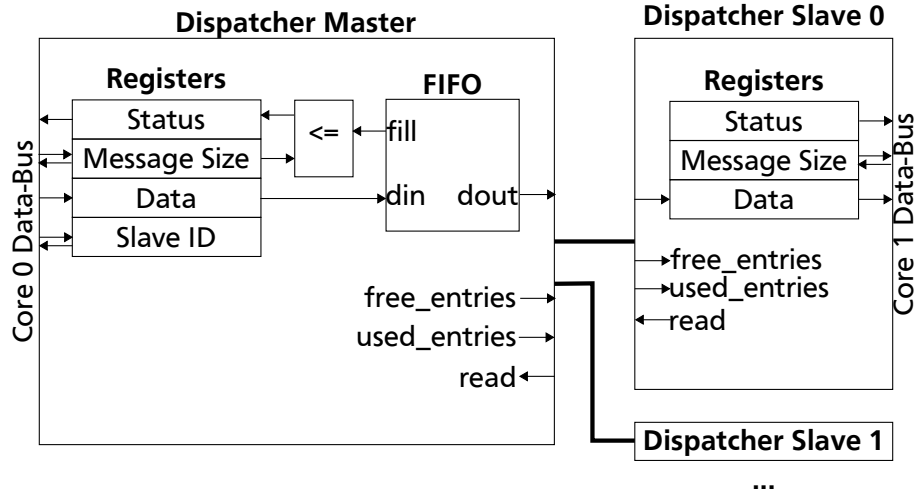 Dispatcher Master
Registers
Status
Message Size
Data
Slave ID
<=
FIFO
fill
din dout
free_entries
used_entries
read
Core 0 Data-Bus
Dispatcher Slave 0
Registers
Status
Message Size
Data
free_entries
used_entries
read
Core 1 Data-Bus
Dispatcher Slave 1
...